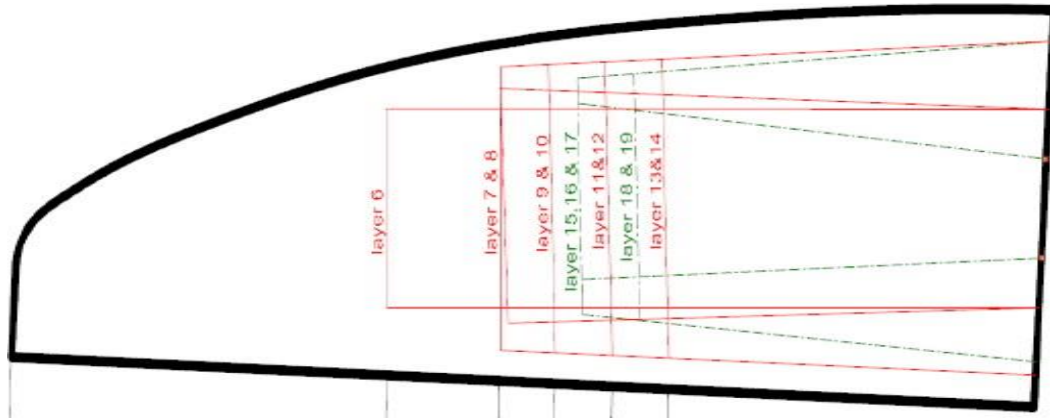 layer 6
layer 7 & 8
layer 9 & 10
layer 15,16 & 17
layer 11&12
layer 18 & 19
layer 13&14